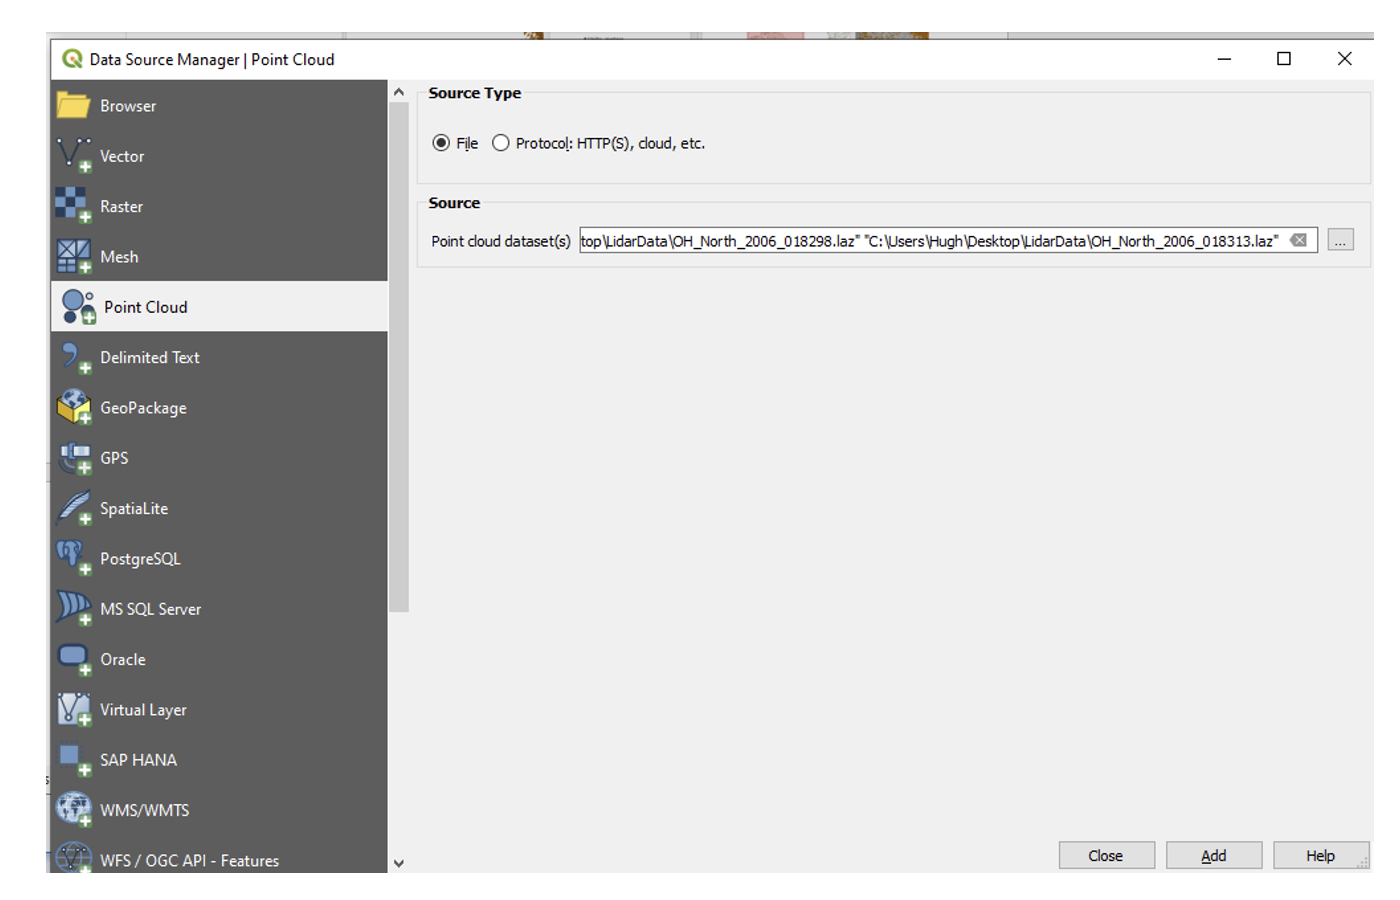 Data Source Manager | Point Cloud
Browser
Vector
Raster
Mesh
Point Cloud
Delimited Text
GeoPackage
GPS
SpatiaLite
PostgreSQL
MS SQL Server
Oracle
Virtual Layer
SAP HANA
WMS/WMTS
WFS / OGC API - Features
Source Type
File Protocol: HTTP(S), cloud, etc.
Source
Point cloud dataset(s) top\LidarData\OH_North_2006_018298.laz" "C:\Users\Hugh\Desktop\LidarData\OH_North_2006_018313.laz" ...
Close Add Help